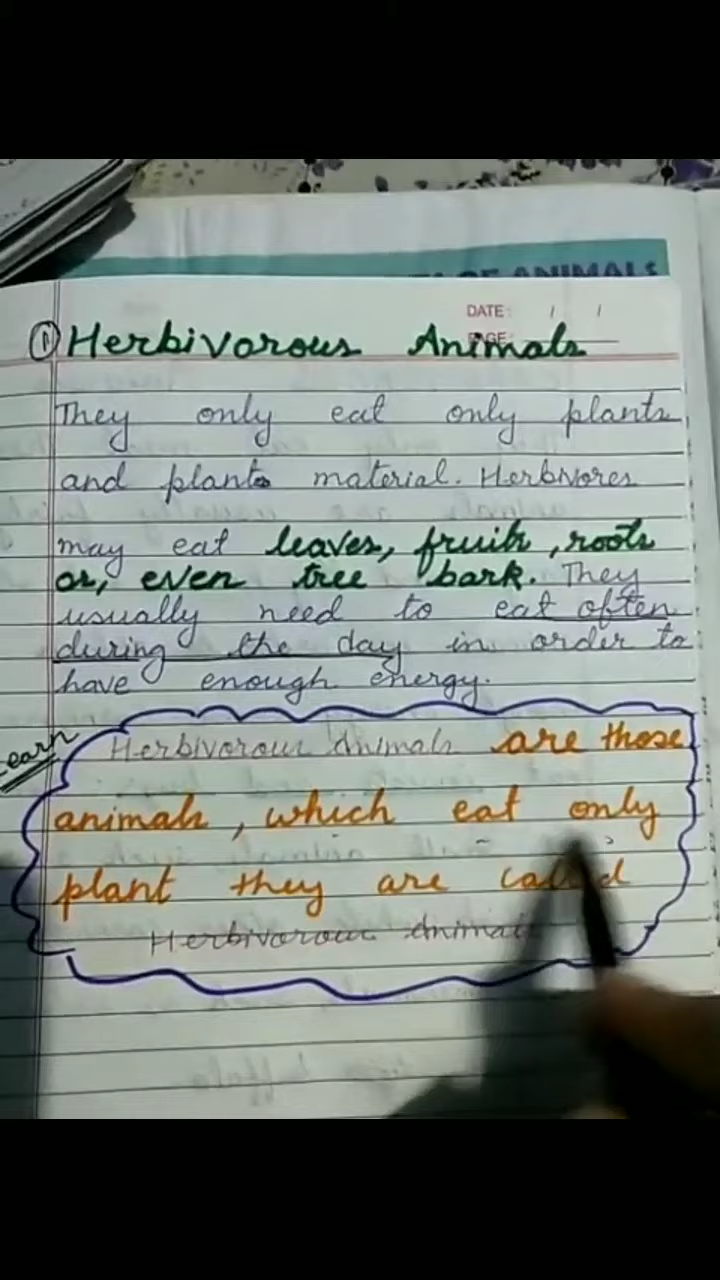 OF ANIMALS
DATE: / /
PAGE:
① Herbivorous Animals
They only eat only plants
and plants material. Herbivores
may eat leaves, fruits, roots
or, even tree bark. They
usually need to eat often
during the day in order to
have enough energy.
Learn
Herbivorous Animals are those
animals, which eat only
plant they are called
Herbivorous Animals